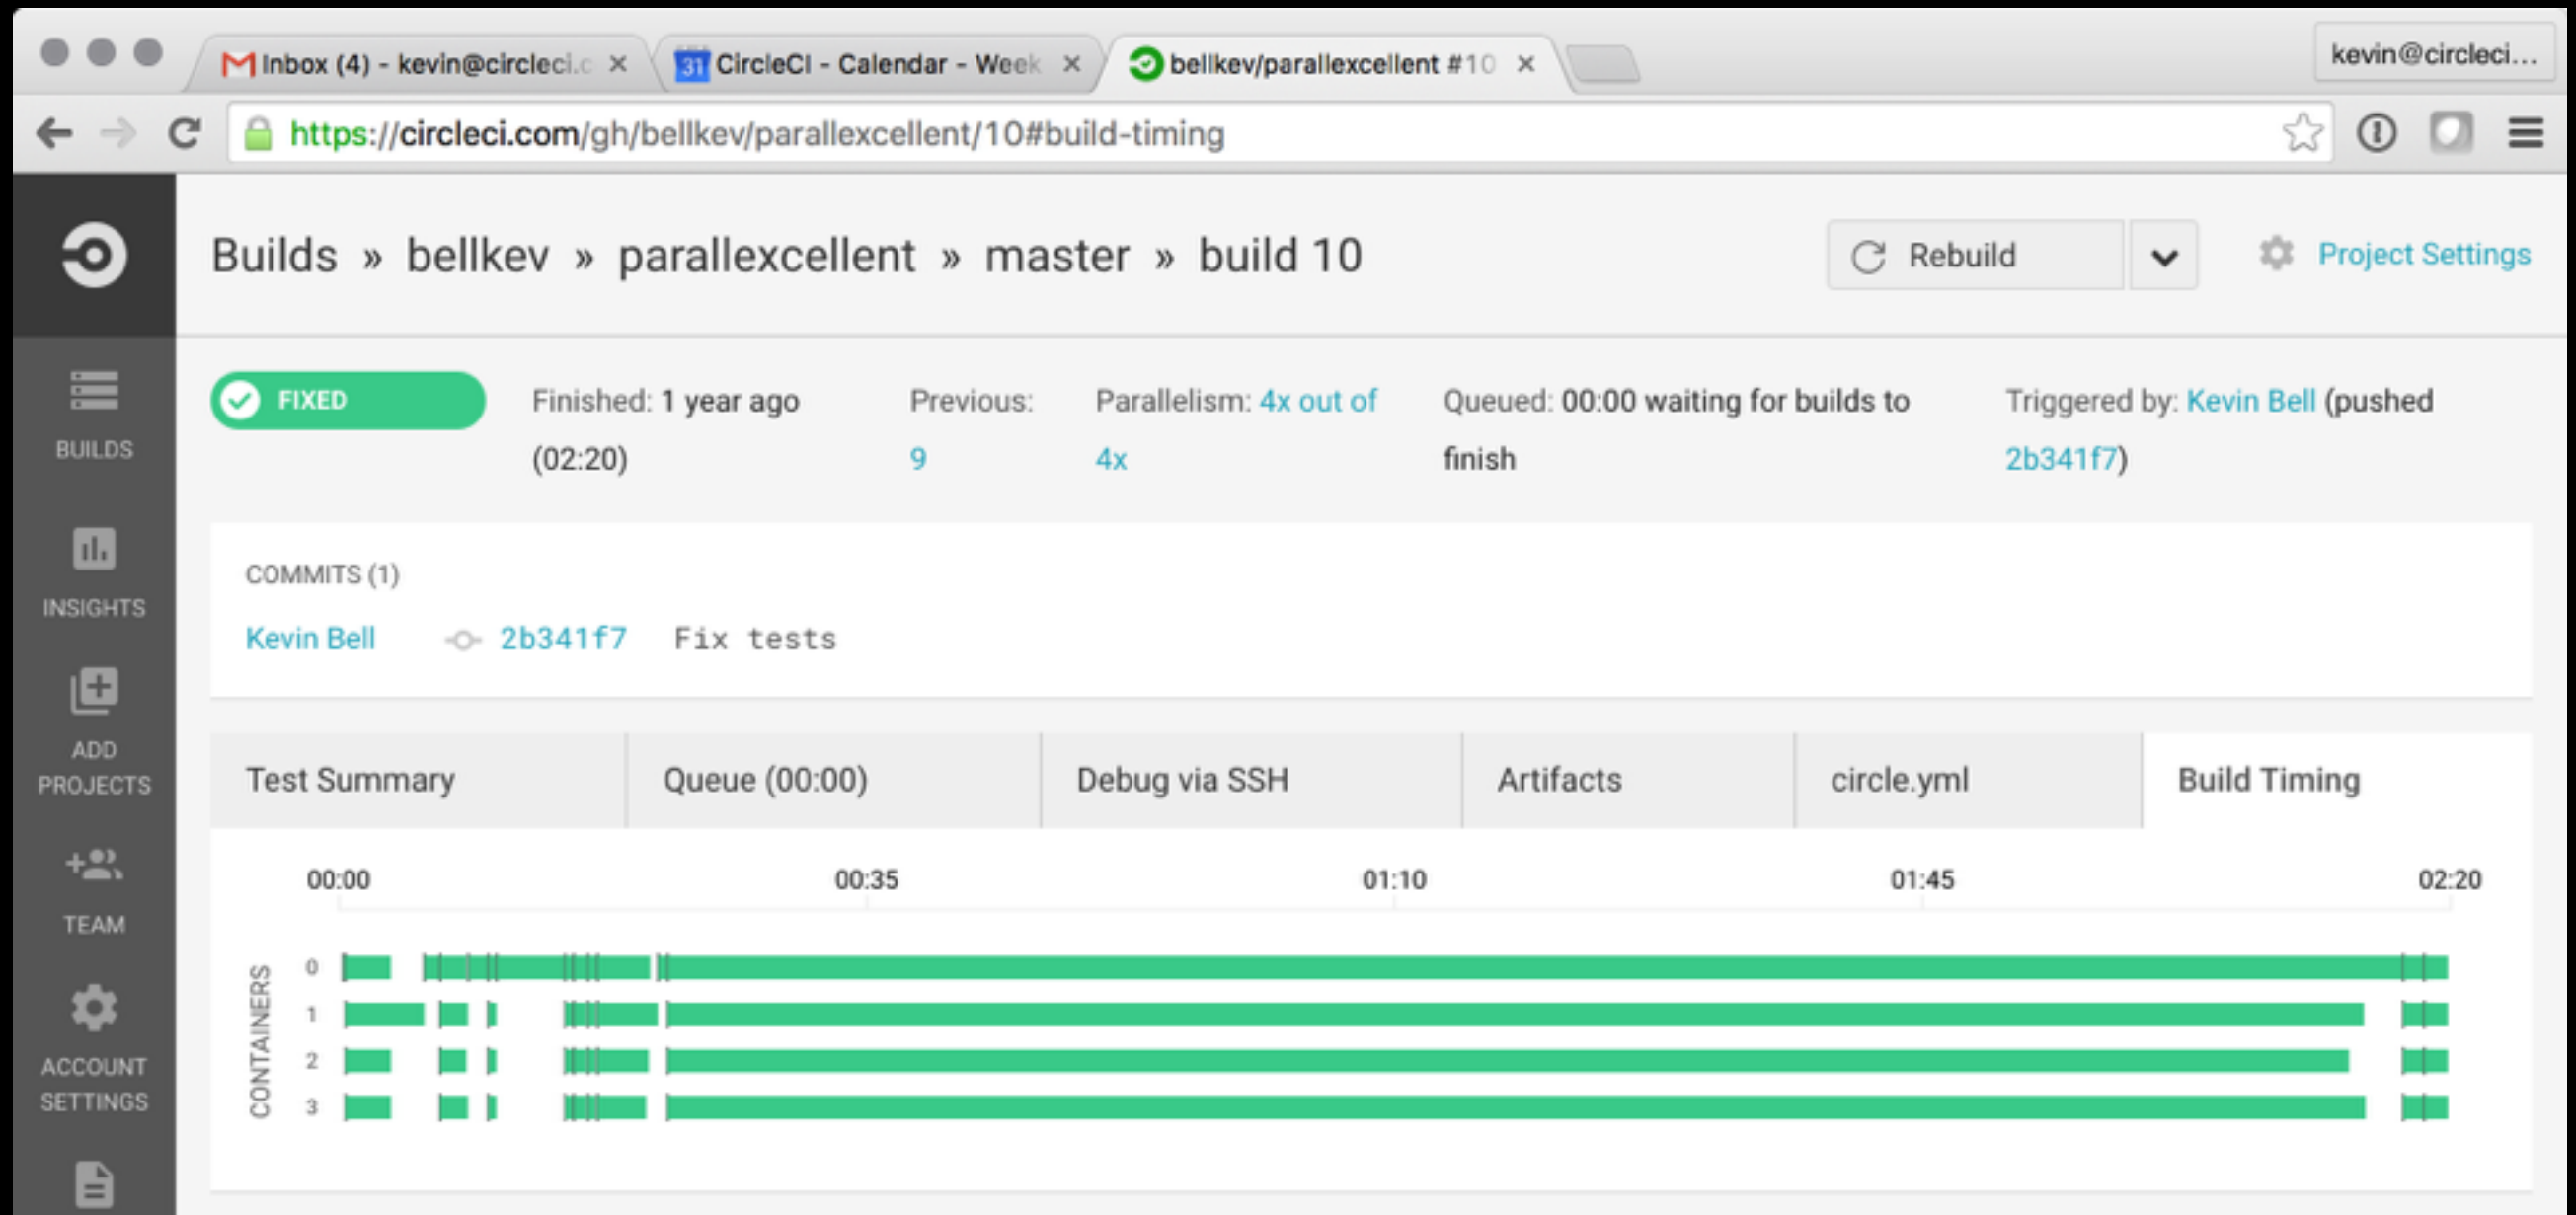 Inbox (4) - kevin@circleci.c
CircleCI - Calendar - Week
bellkev/parallexcellent #10
kevin@circleci...
https://circleci.com/gh/bellkev/parallexcellent/10#build-timing
Builds » bellkev » parallexcellent » master » build 10
Rebuild
Project Settings
BUILDS
INSIGHTS
ADD
PROJECTS
TEAM
ACCOUNT
SETTINGS
FIXED
Finished: 1 year ago
(02:20)
Previous:
9
Parallelism: 4x out of
4x
Queued: 00:00 waiting for builds to
finish
Triggered by: Kevin Bell (pushed
2b341f7)
COMMITS (1)
Kevin Bell 2b341f7 Fix tests
Test Summary
Queue (00:00)
Debug via SSH
Artifacts
circle.yml
Build Timing
00:00 00:35 01:10 01:45 02:20
CONTAINERS
0
1
2
3